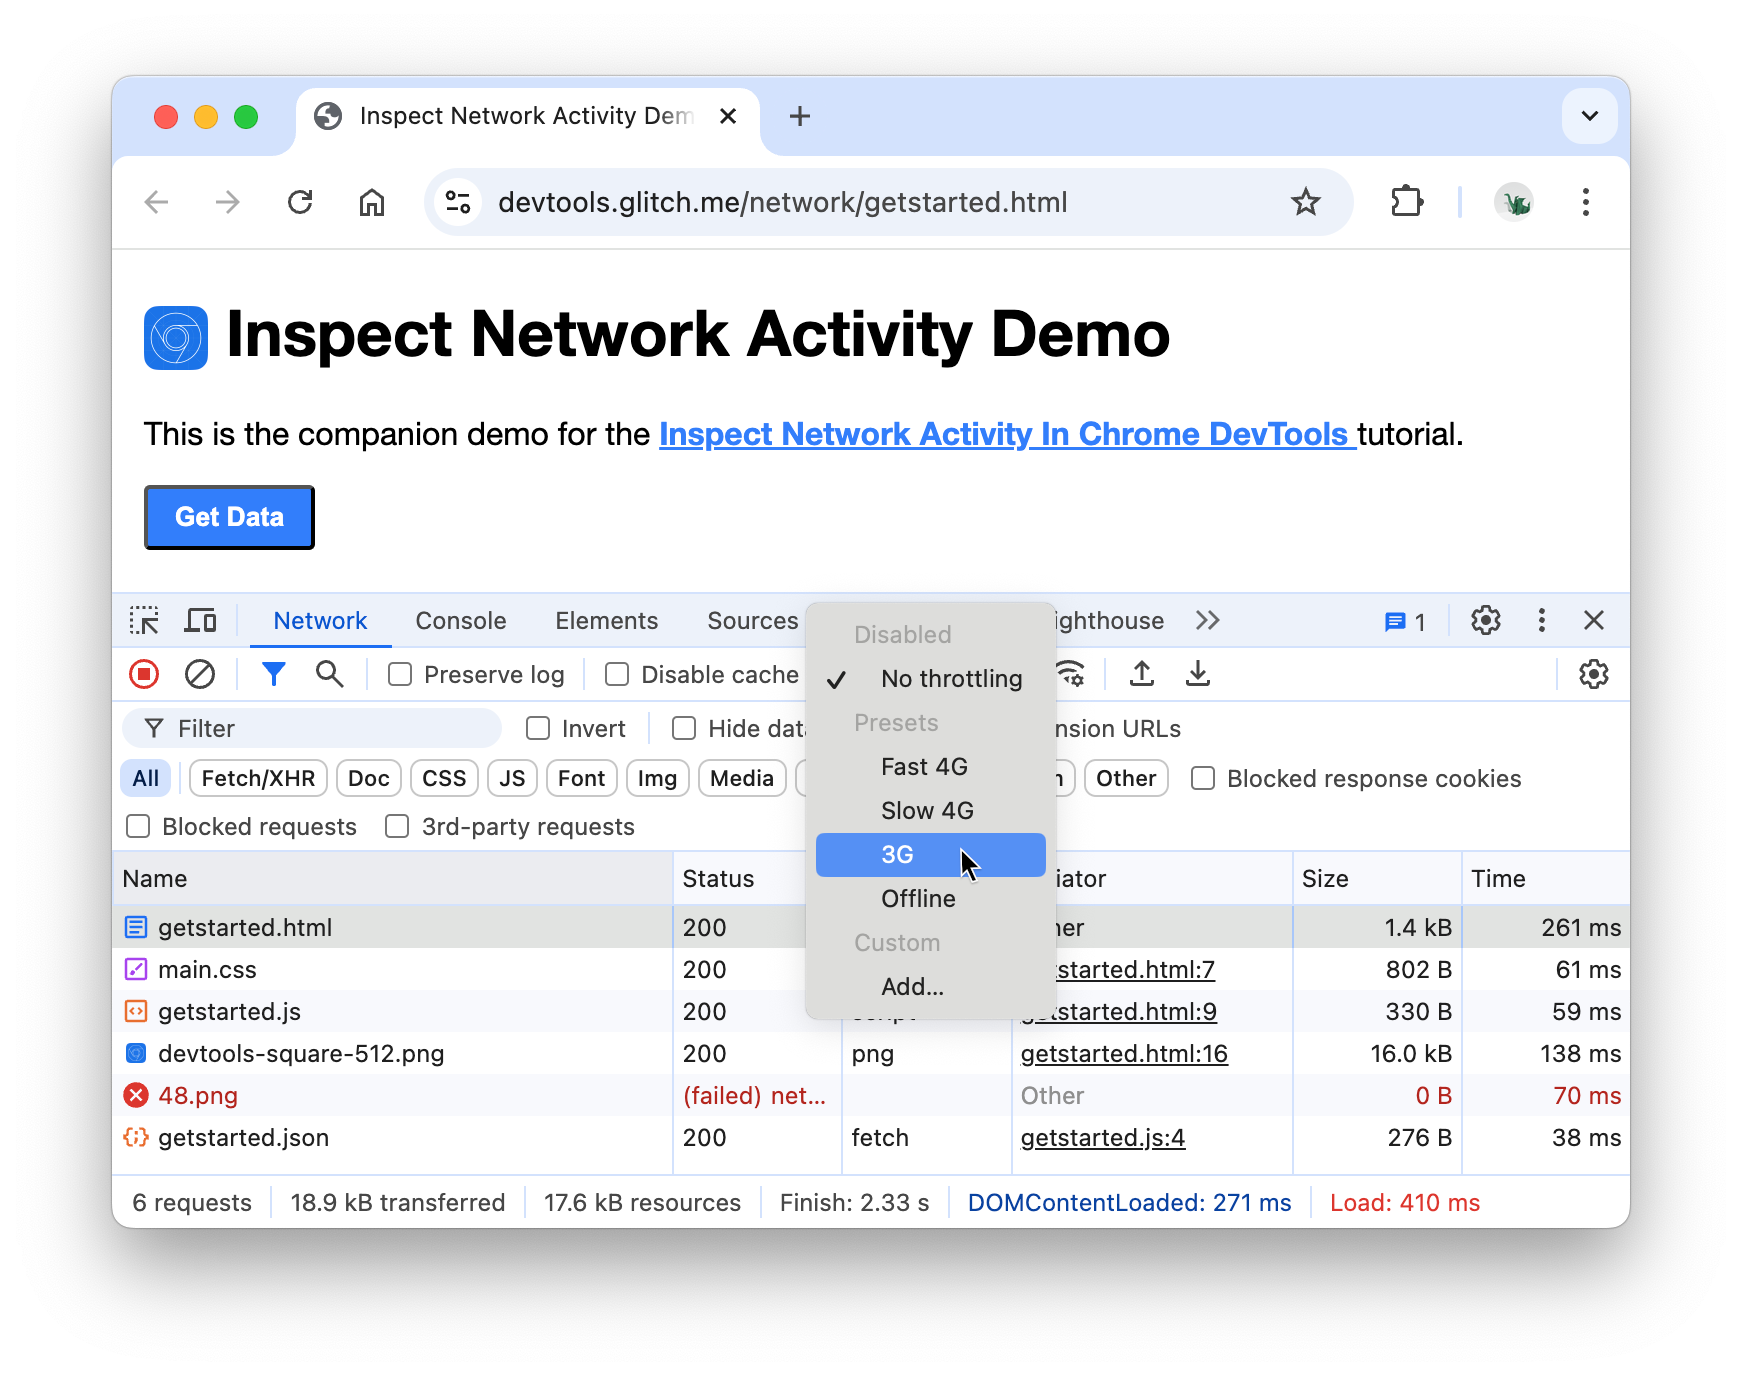 Inspect Network Activity Dem
devtools.glitch.me/network/getstarted.html
Inspect Network Activity Demo
This is the companion demo for the Inspect Network Activity In Chrome DevTools tutorial.
Get Data
Network Console Elements Sources ighthouse 1
Preserve log Disable cache
Filter Invert Hide dat nsion URLs
All Fetch/XHR Doc CSS JS Font Img Media Other Blocked response cookies
Blocked requests 3rd-party requests
Disabled
No throttling
Presets
Fast 4G
Slow 4G
3G
Offline
Custom
Add...
Name Status iator Size Time
getstarted.html 200 er 1.4 kB 261 ms
main.css 200 started.html:7 802 B 61 ms
getstarted.js 200 script getstarted.html:9 330 B 59 ms
devtools-square-512.png 200 png getstarted.html:16 16.0 kB 138 ms
48.png (failed) net... Other 0 B 70 ms
getstarted.json 200 fetch getstarted.js:4 276 B 38 ms
6 requests 18.9 kB transferred 17.6 kB resources Finish: 2.33 s DOMContentLoaded: 271 ms Load: 410 ms